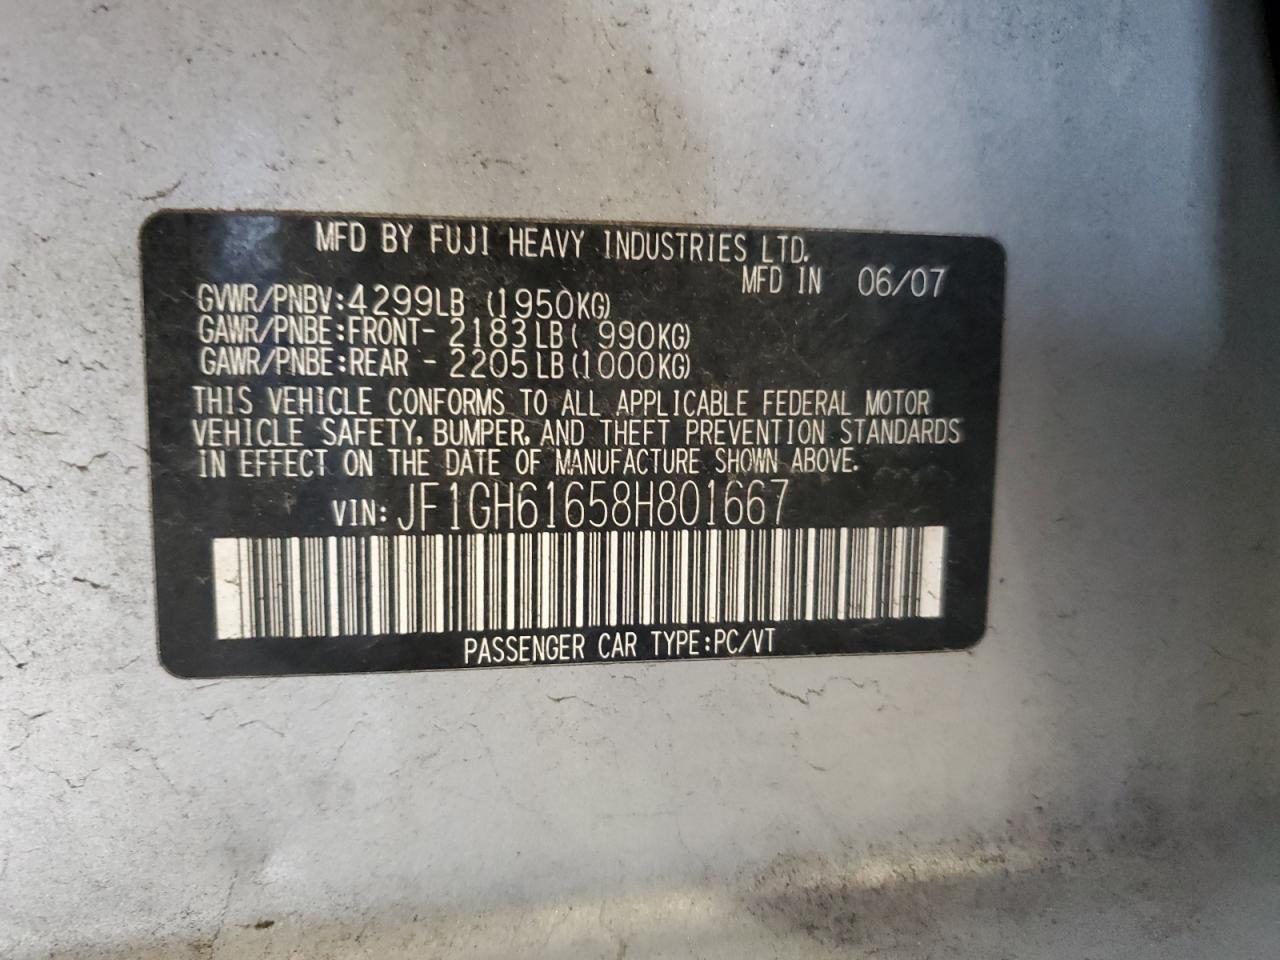 MFD BY FUJI HEAVY INDUSTRIES LTD.
MFD IN 06/07
GVWR/PNBV:4299LB (1950KG)
GAWR/PNBE:FRONT- 2183LB( 990KG)
GAWR/PNBE:REAR - 2205LB(1000KG)
THIS VEHICLE CONFORMS TO ALL APPLICABLE FEDERAL MOTOR
VEHICLE SAFETY, BUMPER, AND THEFT PREVENTION STANDARDS
IN EFFECT ON THE DATE OF MANUFACTURE SHOWN ABOVE.
VIN: JF1GH61658H801667
PASSENGER CAR TYPE:PC/VT